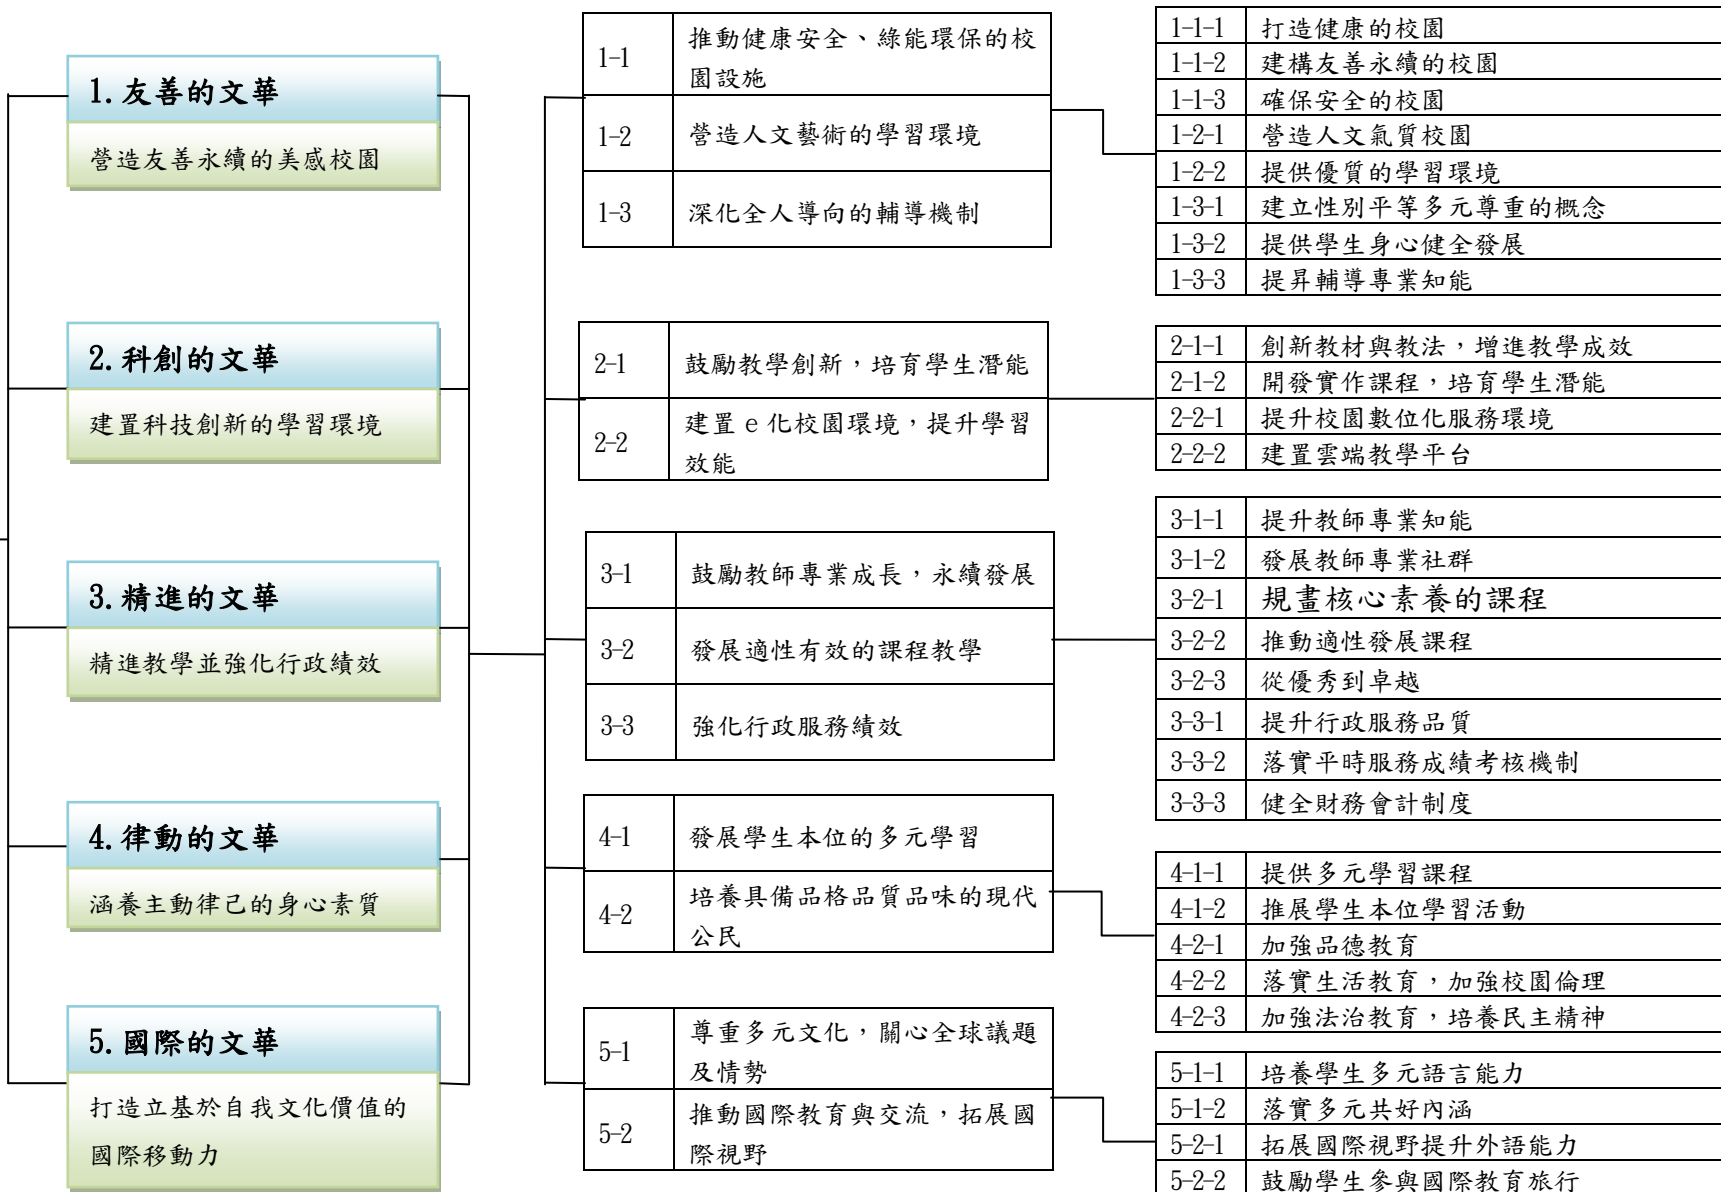 1.友善的文華
營造友善永續的美感校園
2.科創的文華
建置科技創新的學習環境
3.精進的文華
精進教學並強化行政績效
4.律動的文華
涵養主動律己的身心素質
5.國際的文華
打造立基於自我文化價值的
國際移動力
1-1 推動健康安全、綠能環保的校
園設施
1-2 營造人文藝術的學習環境
1-3 深化全人導向的輔導機制
2-1 鼓勵教學創新，培育學生潛能
2-2 建置 e 化校園環境，提升學習
效能
3-1 鼓勵教師專業成長，永續發展
3-2 發展適性有效的課程教學
3-3 強化行政服務績效
4-1 發展學生本位的多元學習
4-2 培養具備品格品質品味的現代
公民
5-1 尊重多元文化，關心全球議題
及情勢
5-2 推動國際教育與交流，拓展國
際視野
1-1-1 打造健康的校園
1-1-2 建構友善永續的校園
1-1-3 確保安全的校園
1-2-1 營造人文氣質校園
1-2-2 提供優質的學習環境
1-3-1 建立性別平等多元尊重的概念
1-3-2 提供學生身心健全發展
1-3-3 提昇輔導專業知能
2-1-1 創新教材與教法，增進教學成效
2-1-2 開發實作課程，培育學生潛能
2-2-1 提升校園數位化服務環境
2-2-2 建置雲端教學平台
3-1-1 提升教師專業知能
3-1-2 發展教師專業社群
3-2-1 規畫核心素養的課程
3-2-2 推動適性發展課程
3-2-3 從優秀到卓越
3-3-1 提升行政服務品質
3-3-2 落實平時服務成績考核機制
3-3-3 健全財務會計制度
4-1-1 提供多元學習課程
4-1-2 推展學生本位學習活動
4-2-1 加強品德教育
4-2-2 落實生活教育，加強校園倫理
4-2-3 加強法治教育，培養民主精神
5-1-1 培養學生多元語言能力
5-1-2 落實多元共好內涵
5-2-1 拓展國際視野提升外語能力
5-2-2 鼓勵學生參與國際教育旅行